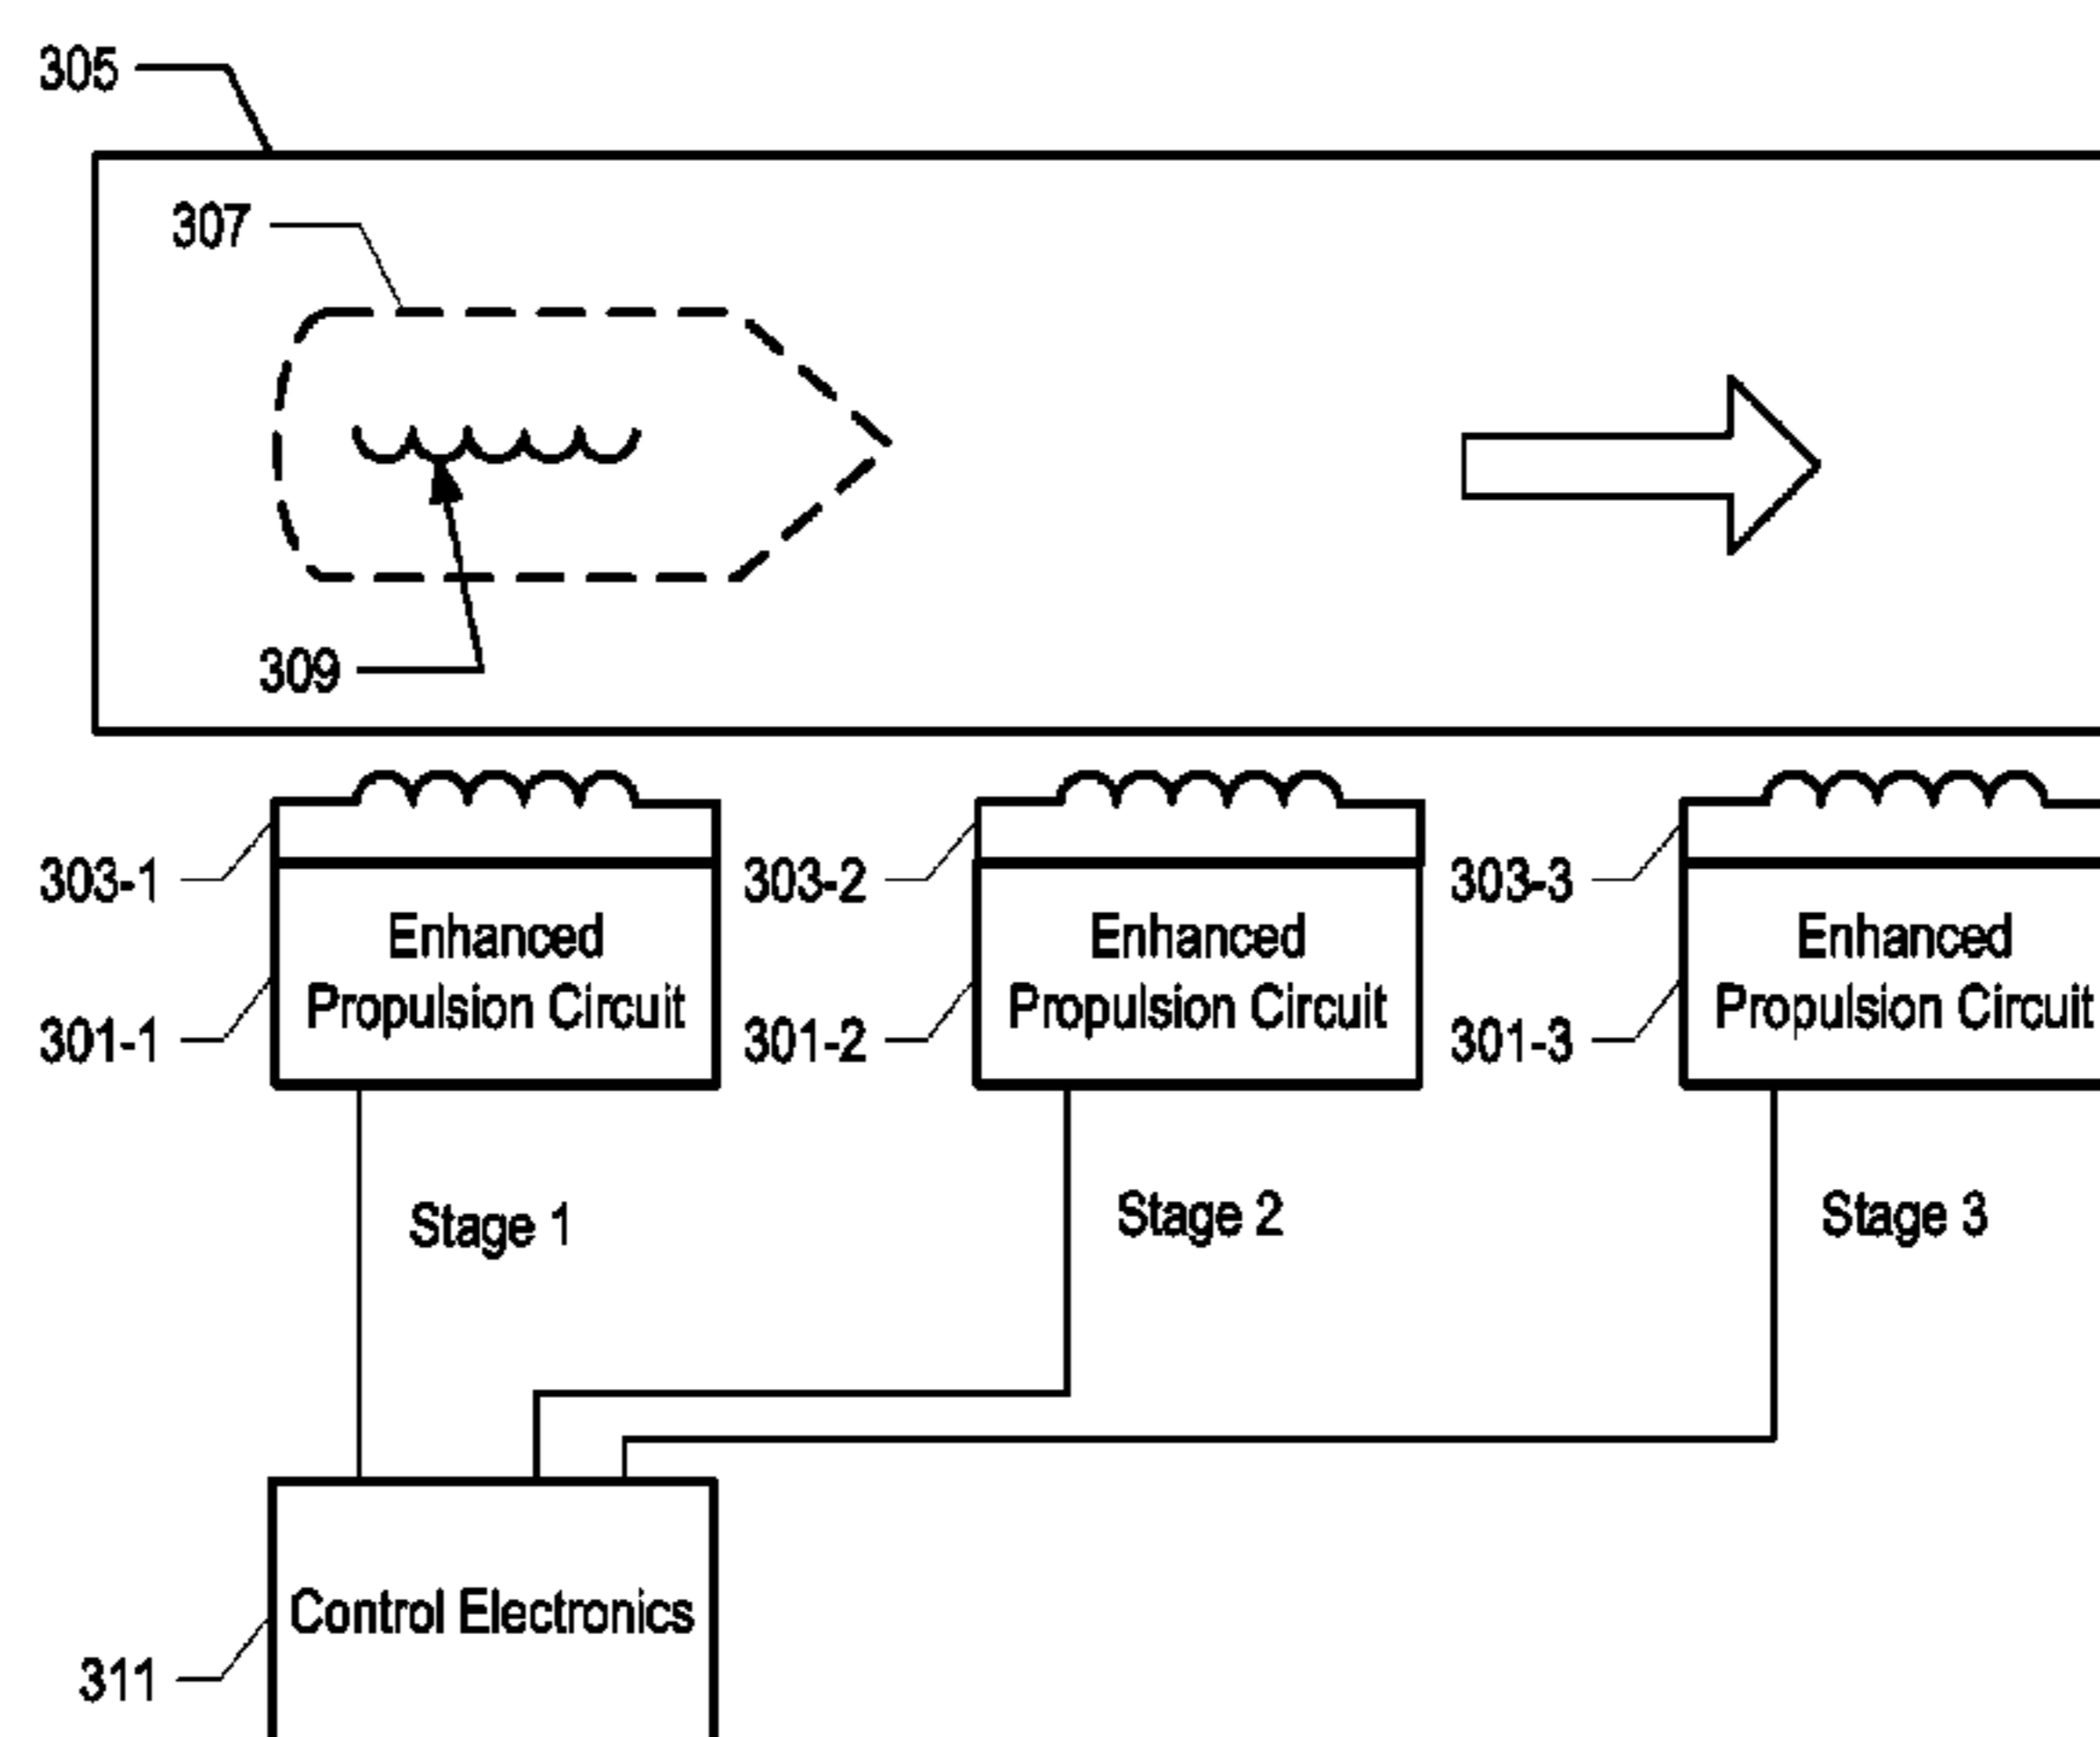 305
307
309
303-1
303-2
303-3
Enhanced
Propulsion Circuit
Enhanced
Propulsion Circuit
Enhanced
Propulsion Circuit
301-1
301-2
301-3
Stage 1
Stage 2
Stage 3
Control Electronics
311